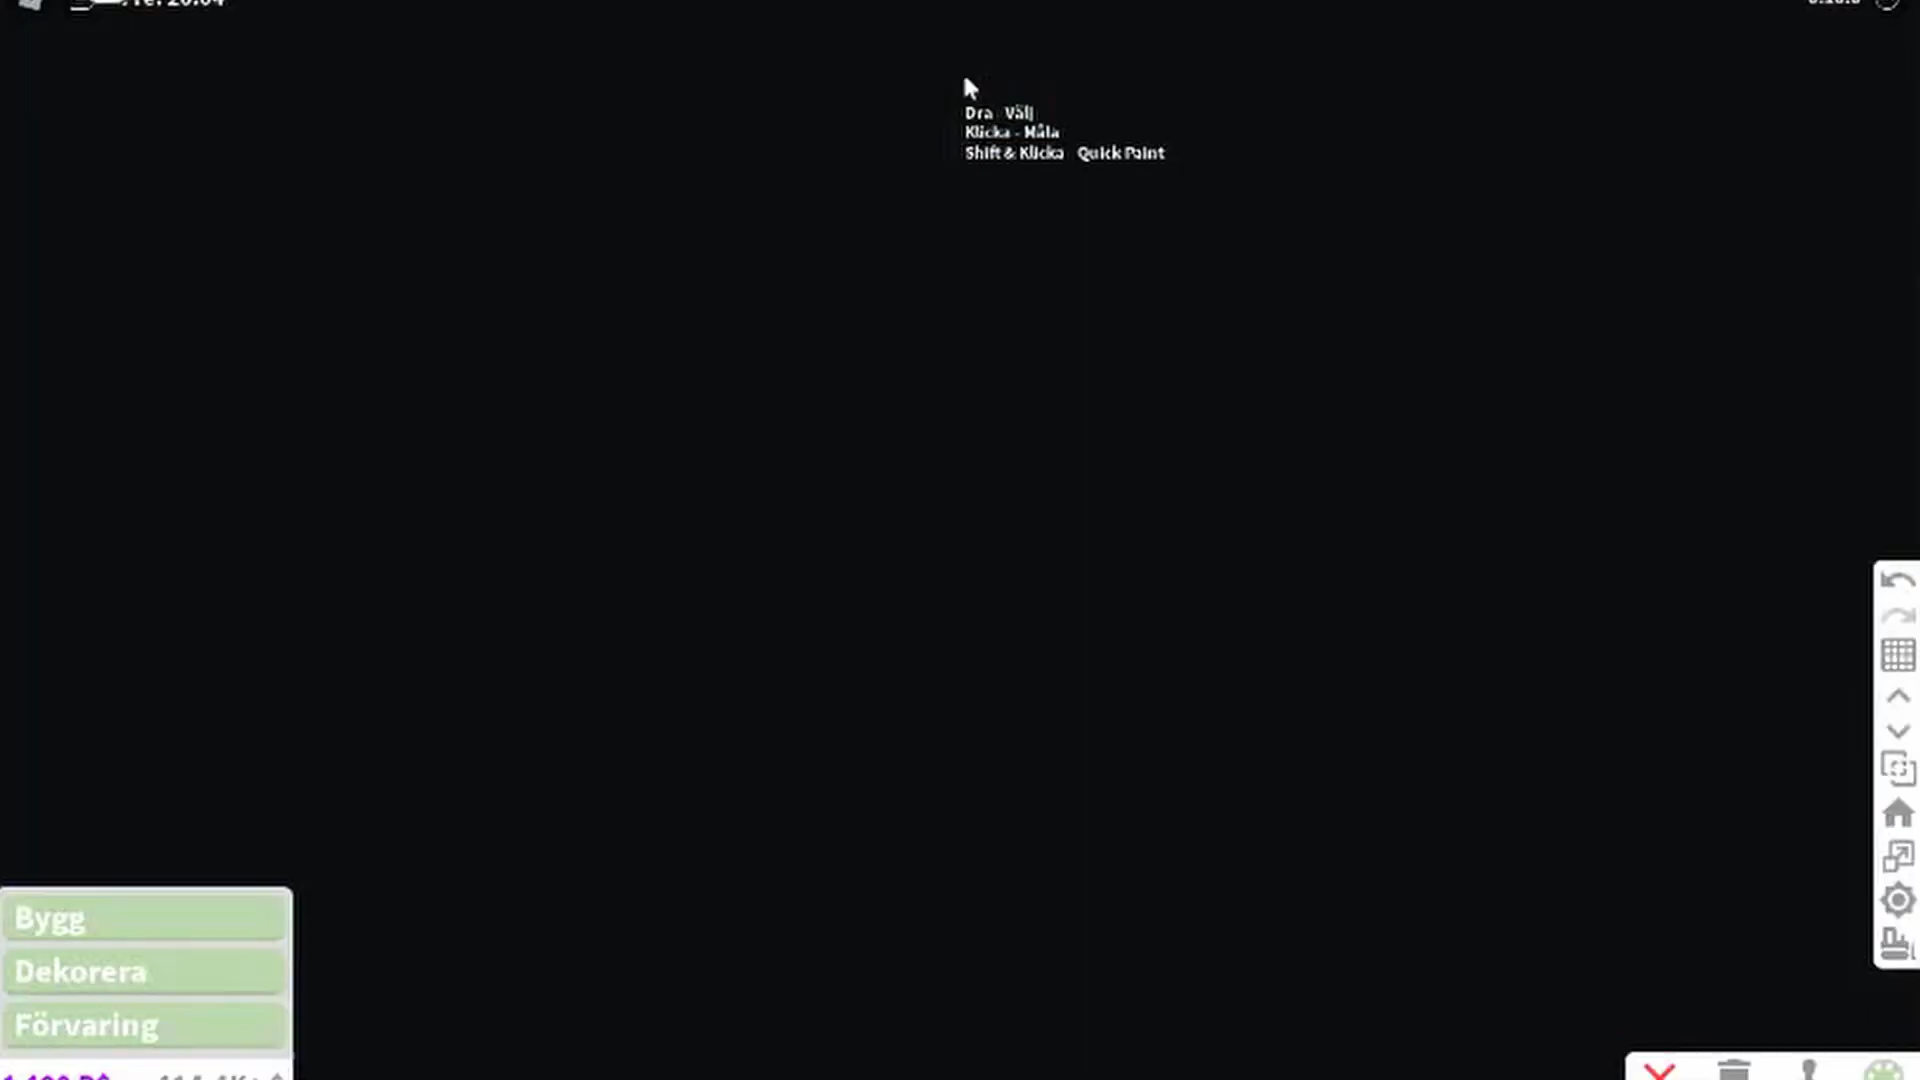 Dra - Välj
Klicka - Måla
Shift & Klicka - Quick Paint
Bygg
Dekorera
Förvaring